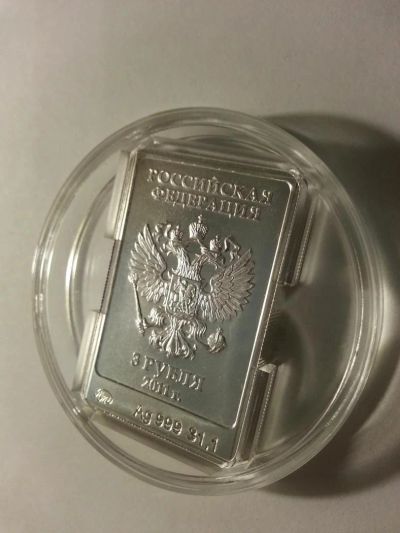 РОССИЙСКАЯ
ФЕДЕРАЦИЯ
3 РУБЛЯ
2011 г.
Ag 999 31.1